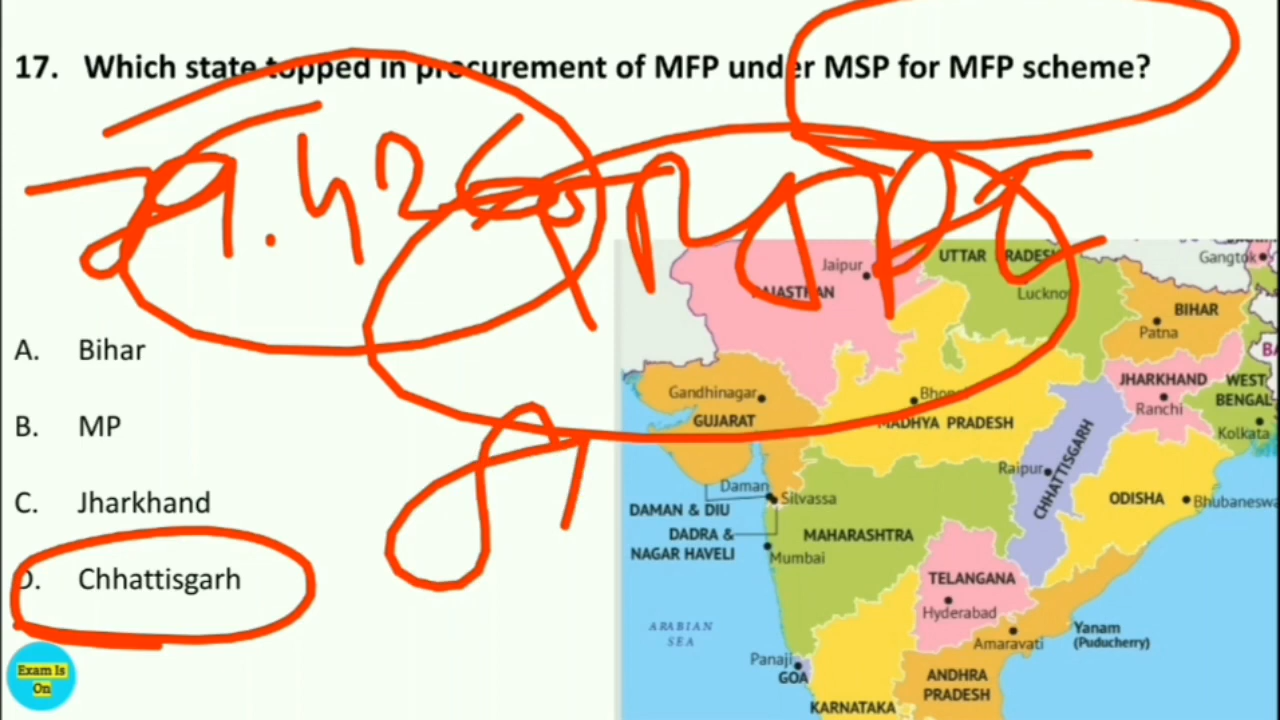 17. Which state topped in procurement of MFP under MSP for MFP scheme?
A. Bihar
B. MP
C. Jharkhand
D. Chhattisgarh
Exam Is
On
Jaipur
UTTAR PRADESH
Gangtok
RAJASTHAN
Lucknow
BIHAR
Patna
JHARKHAND
WEST
BENGAL
Ranchi
Kolkata
Gandhinagar
GUJARAT
Bhopal
MADHYA PRADESH
Raipur
CHHATTISGARH
ODISHA
Bhubaneswa
Daman
Silvassa
DAMAN & DIU
DADRA &
NAGAR HAVELI
MAHARASHTRA
Mumbai
TELANGANA
Hyderabad
ARABIAN
SEA
Amaravati
Yanam
(Puducherry)
Panaji
GOA
ANDHRA
PRADESH
KARNATAKA